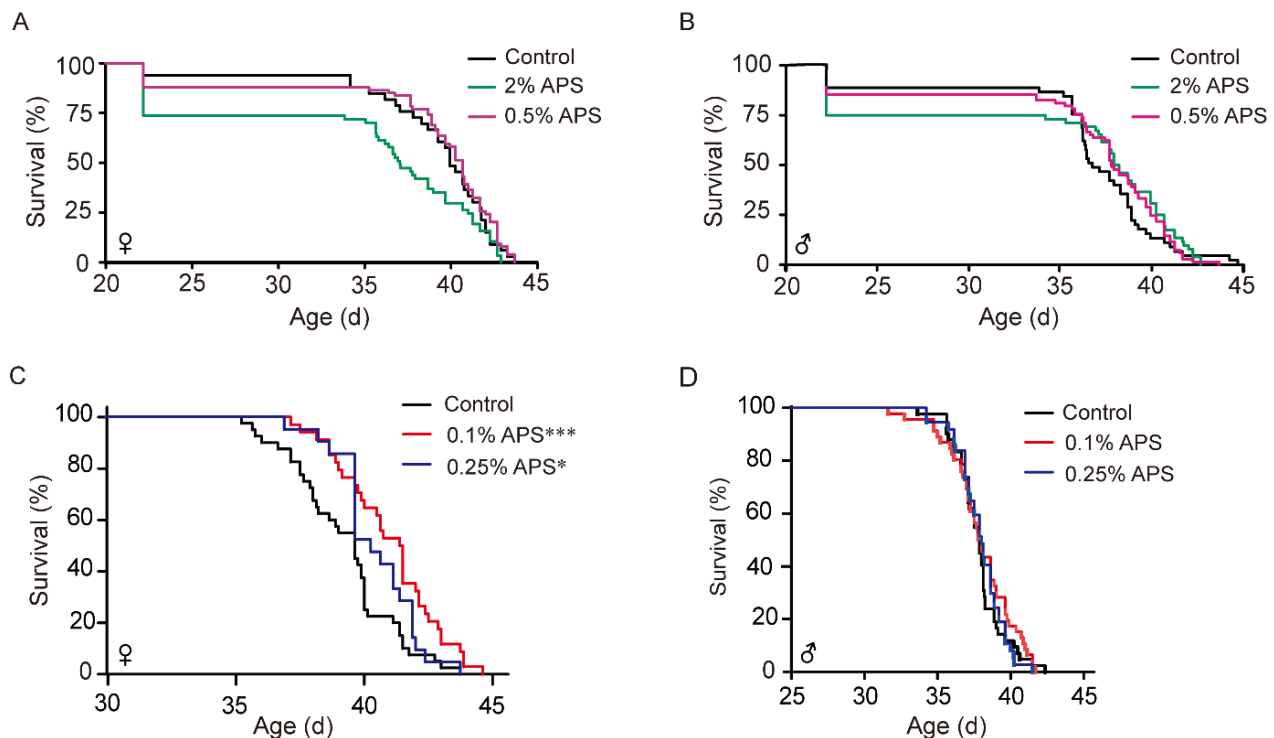 A
Control
2% APS
0.5% APS
Survival (%)
100
75
50
25
0
♀
20 25 30 35 40 45
Age (d)
B
Control
2% APS
0.5% APS
Survival (%)
100
75
50
25
0
♂
20 25 30 35 40 45
Age (d)
C
Control
0.1% APS***
0.25% APS*
Survival (%)
100
80
60
40
20
0
♀
30 35 40 45
Age (d)
D
Control
0.1% APS
0.25% APS
Survival (%)
100
80
60
40
20
0
♂
25 30 35 40 45
Age (d)